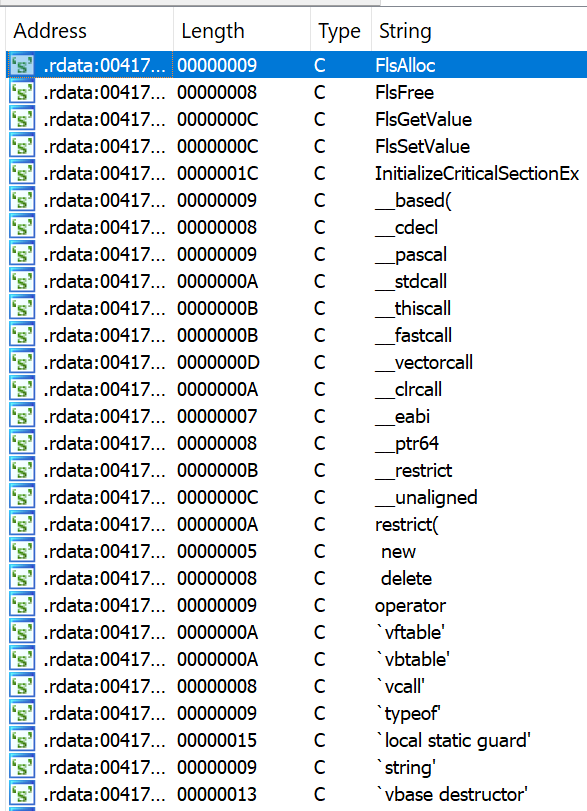 Address Length Type String
's' .rdata:00417... 00000009 C FlsAlloc
's' .rdata:00417... 00000008 C FlsFree
's' .rdata:00417... 0000000C C FlsGetValue
's' .rdata:00417... 0000000C C FlsSetValue
's' .rdata:00417... 0000001C C InitializeCriticalSectionEx
's' .rdata:00417... 00000009 C __based(
's' .rdata:00417... 00000008 C __cdecl
's' .rdata:00417... 00000009 C __pascal
's' .rdata:00417... 0000000A C __stdcall
's' .rdata:00417... 0000000B C __thiscall
's' .rdata:00417... 0000000B C __fastcall
's' .rdata:00417... 0000000D C __vectorcall
's' .rdata:00417... 0000000A C __clrcall
's' .rdata:00417... 00000007 C __eabi
's' .rdata:00417... 00000008 C __ptr64
's' .rdata:00417... 0000000B C __restrict
's' .rdata:00417... 0000000C C __unaligned
's' .rdata:00417... 0000000A C restrict(
's' .rdata:00417... 00000005 C new
's' .rdata:00417... 00000008 C delete
's' .rdata:00417... 00000009 C operator
's' .rdata:00417... 0000000A C `vftable'
's' .rdata:00417... 0000000A C `vbtable'
's' .rdata:00417... 00000008 C `vcall'
's' .rdata:00417... 00000009 C `typeof'
's' .rdata:00417... 00000015 C `local static guard'
's' .rdata:00417... 00000009 C `string'
's' .rdata:00417... 00000013 C `vbase destructor'